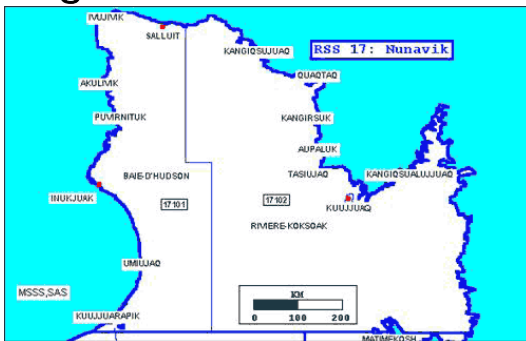 IVUJIVIK
SALLUIT
KANGIQSUJUAQ
RSS 17: Nunavik
QUAQTAQ
AKULIVIK
PUVIRNITUK
KANGIRSUK
AUPALUK
BAIE-D'HUDSON
TASIUJAQ
KANGIQSUALUJJUAQ
INUKJUAK
17101
17102
KUUJJUAQ
RIVIERE-KOKSOAK
UMIUJAQ
MSSS,SAS
KM
0 100 200
KUUJJUARAPIK
MATIMEKOSH